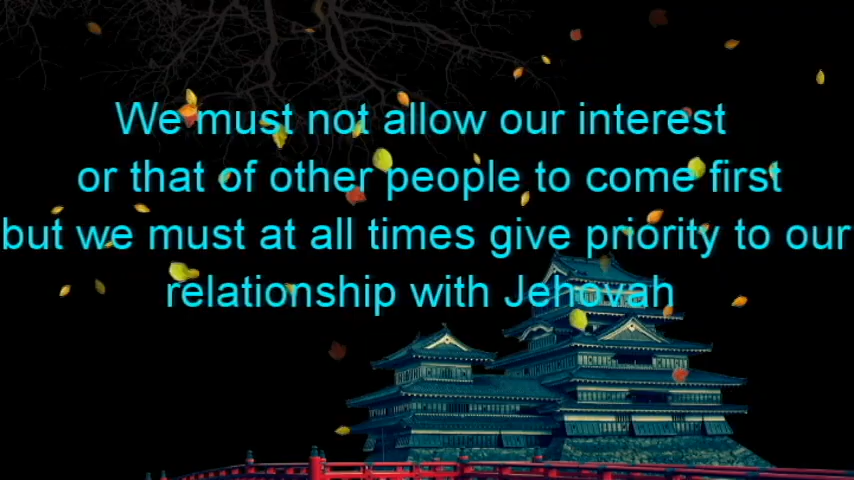 We must not allow our interest
or that of other people to come first
but we must at all times give priority to our
relationship with Jehovah